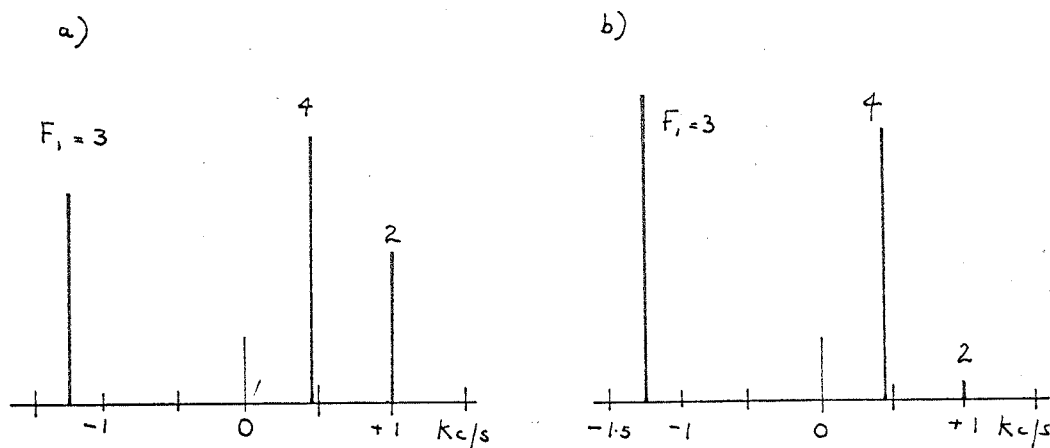 a)
4
F₁ = 3
2
-1 0 +1 Kc/s
b)
4
F₁ = 3
2
-1.5 -1 0 +1 Kc/s